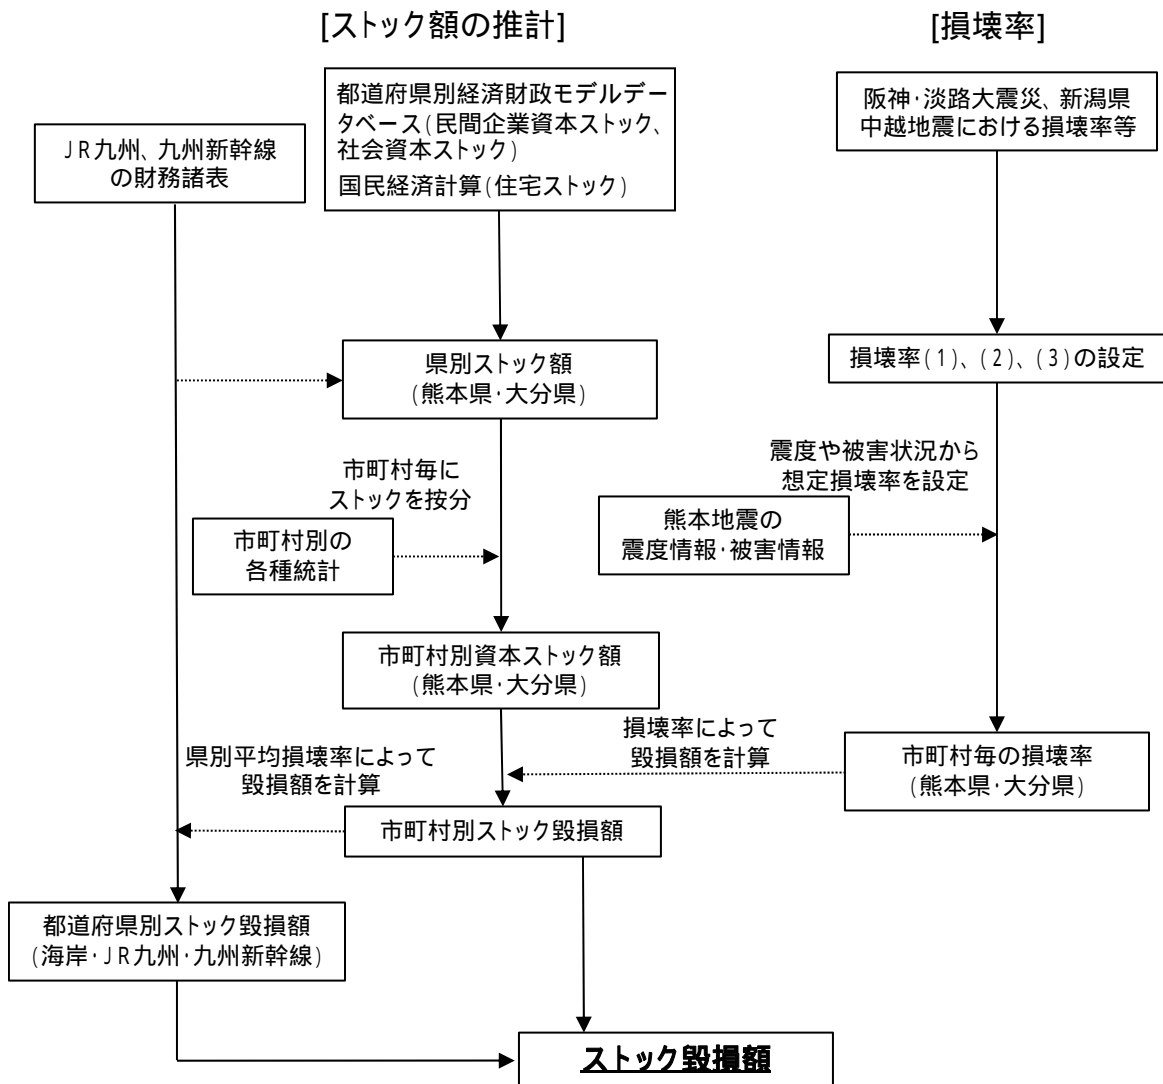 [ストック額の推計]
[損壊率]
都道府県別経済財政モデルデー
タベース(民間企業資本ストック、
社会資本ストック)
国民経済計算(住宅ストック)
阪神・淡路大震災、新潟県
中越地震における損壊率等
JR九州、九州新幹線
の財務諸表
県別ストック額
(熊本県・大分県)
損壊率(1)、(2)、(3)の設定
市町村毎に
ストックを按分
震度や被害状況から
想定損壊率を設定
市町村別の
各種統計
熊本地震の
震度情報・被害情報
市町村別資本ストック額
(熊本県・大分県)
県別平均損壊率によって
毀損額を計算
損壊率によって
毀損額を計算
市町村毎の損壊率
(熊本県・大分県)
市町村別ストック毀損額
都道府県別ストック毀損額
(海岸・JR九州・九州新幹線)
ストック毀損額